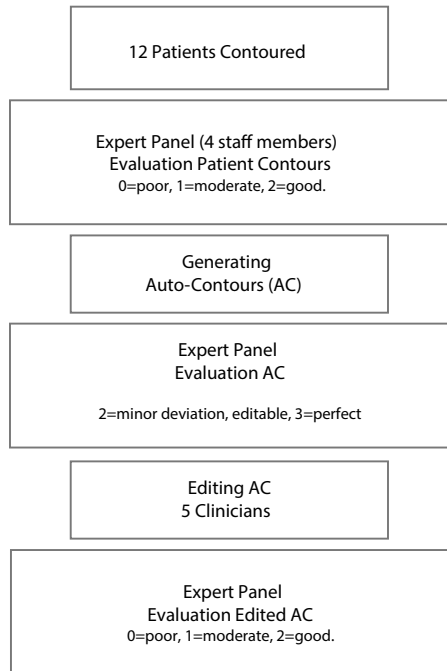 12 Patients Contoured
Expert Panel (4 staff members)
Evaluation Patient Contours
0=poor, 1=moderate, 2=good.
Generating
Auto-Contours (AC)
Expert Panel
Evaluation AC
2=minor deviation, editable, 3=perfect
Editing AC
5 Clinicians
Expert Panel
Evaluation Edited AC
0=poor, 1=moderate, 2=good.